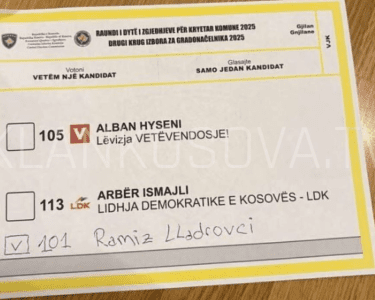 RAUNDI I DYTË I ZGJEDHJEVE PËR KRYETAR KOMUNE 2025
DRUGI KRUG IZBORA ZA GRADONAČELNIKA 2025
Gjilan
Gnjilane
VJK
Votoni
VETËM NJË KANDIDAT
Glasajte
SAMO JEDAN KANDIDAT
105 V ALBAN HYSENI
Lëvizja VETËVENDOSJE!
KLANKOSOVA.TV
113 LDK ARBËR ISMAJLI
LIDHJA DEMOKRATIKE E KOSOVËS - LDK
101 Ramiz LLadrovci